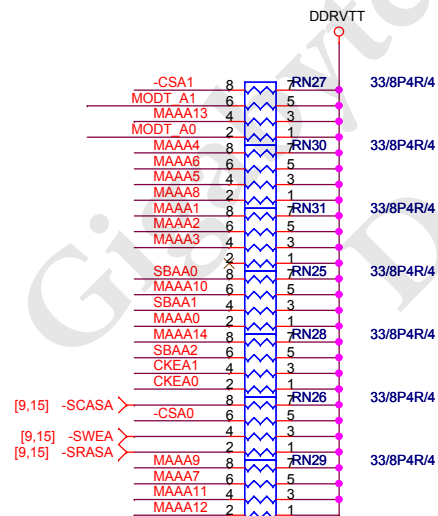 DDRVTT
-CSA1 8 7 RN27 33/8P4R/4
MODT_A1 6 5
MAAA13 4 3
MODT_A0 2 1
MAAA4 8 7 RN30 33/8P4R/4
MAAA6 6 5
MAAA5 4 3
MAAA8 2 1
MAAA1 8 7 RN31 33/8P4R/4
MAAA2 6 5
MAAA3 4 3
2 1
SBAA0 8 7 RN25 33/8P4R/4
MAAA10 6 5
SBAA1 4 3
MAAA0 2 1
MAAA14 8 7 RN28 33/8P4R/4
SBAA2 6 5
CKEA1 4 3
CKEA0 2 1
[9,15] -SCASA 8 7 RN26 33/8P4R/4
-CSA0 6 5
[9,15] -SWEA 4 3
[9,15] -SRASA 2 1
MAAA9 8 7 RN29 33/8P4R/4
MAAA7 6 5
MAAA11 4 3
MAAA12 2 1
Gigabyte
D